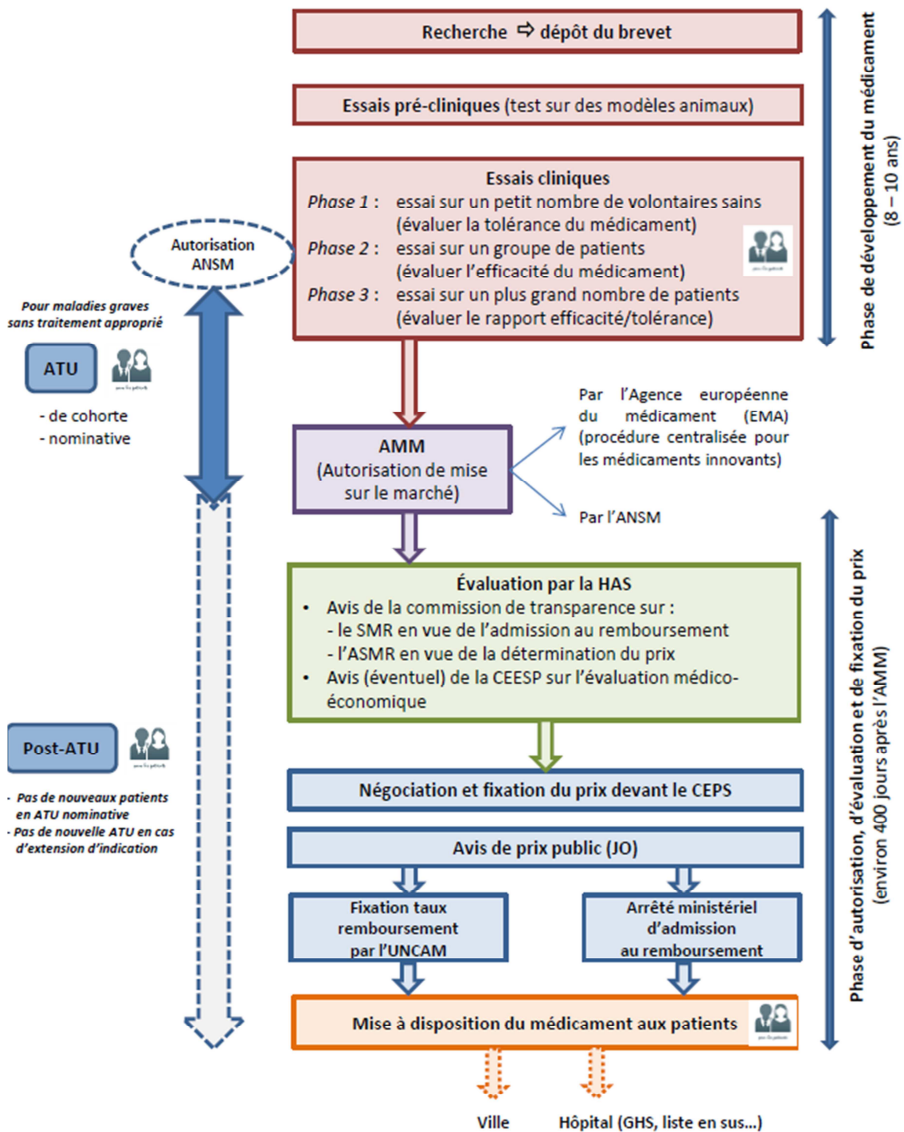 Recherche ⇨ dépôt du brevet
Essais pré-cliniques (test sur des modèles animaux)
Essais cliniques
Phase 1 : essai sur un petit nombre de volontaires sains
(évaluer la tolérance du médicament)
Phase 2 : essai sur un groupe de patients
(évaluer l'efficacité du médicament)
Phase 3 : essai sur un plus grand nombre de patients
(évaluer le rapport efficacité/tolérance)
Phase de développement du médicament
(8 – 10 ans)
Autorisation
ANSM
Pour maladies graves
sans traitement approprié
ATU
- de cohorte
- nominative
AMM
(Autorisation de mise
sur le marché)
Par l'Agence européenne
du médicament (EMA)
(procédure centralisée pour
les médicaments innovants)
Par l'ANSM
Évaluation par la HAS
• Avis de la commission de transparence sur :
- le SMR en vue de l'admission au remboursement
- l'ASMR en vue de la détermination du prix
• Avis (éventuel) de la CEESP sur l'évaluation médico-
économique
Post-ATU
- Pas de nouveaux patients
en ATU nominative
- Pas de nouvelle ATU en cas
d'extension d'indication
Négociation et fixation du prix devant le CEPS
Avis de prix public (JO)
Fixation taux
remboursement
par l'UNCAM
Arrêté ministériel
d'admission
au remboursement
Mise à disposition du médicament aux patients
Phase d'autorisation, d'évaluation et de fixation du prix
(environ 400 jours après l'AMM)
Ville
Hôpital (GHS, liste en sus...)